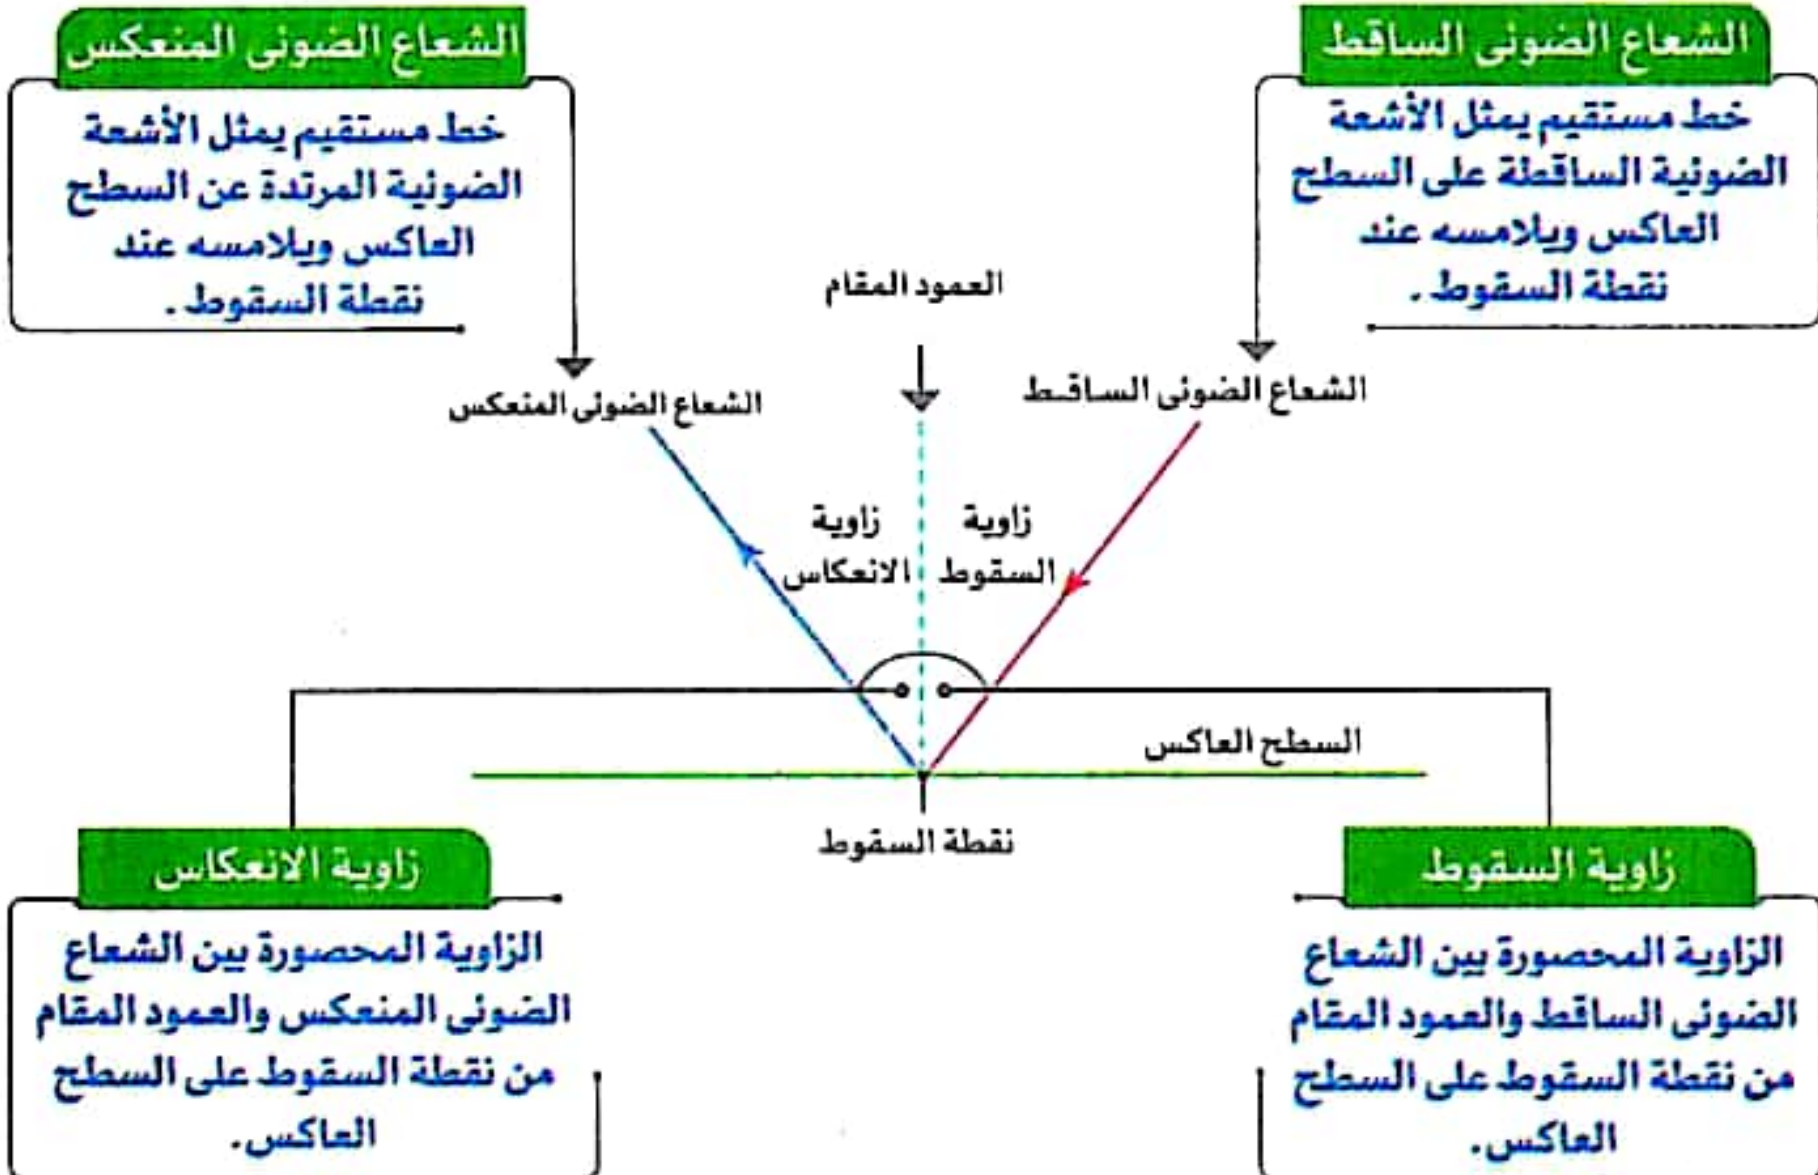 الشعاع الضوئى الساقط
خط مستقيم يمثل الأشعة
الضوئية الساقطة على السطح
العاكس ويلامسه عند
نقطة السقوط .
الشعاع الضوئى المنعكس
خط مستقيم يمثل الأشعة
الضوئية المرتدة عن السطح
العاكس ويلامسه عند
نقطة السقوط .
العمود المقام
الشعاع الضوئى الساقـط
الشعاع الضوئى المنعكس
زاوية
السقوط
زاوية
الانعكاس
السطح العاكس
نقطة السقوط
زاوية السقوط
الزاوية المحصورة بين الشعاع
الضوئى الساقط والعمود المقام
من نقطة السقوط على السطح
العاكس.
زاوية الانعكاس
الزاوية المحصورة بين الشعاع
الضوئى المنعكس والعمود المقام
من نقطة السقوط على السطح
العاكس.